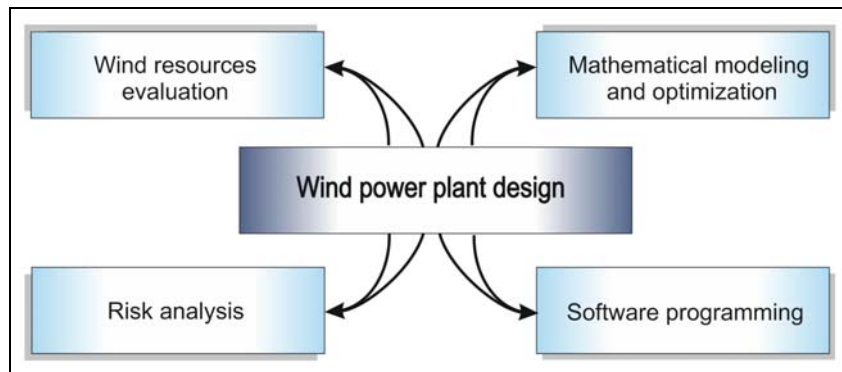 Wind resources
evaluation
Mathematical modeling
and optimization
Wind power plant design
Risk analysis
Software programming